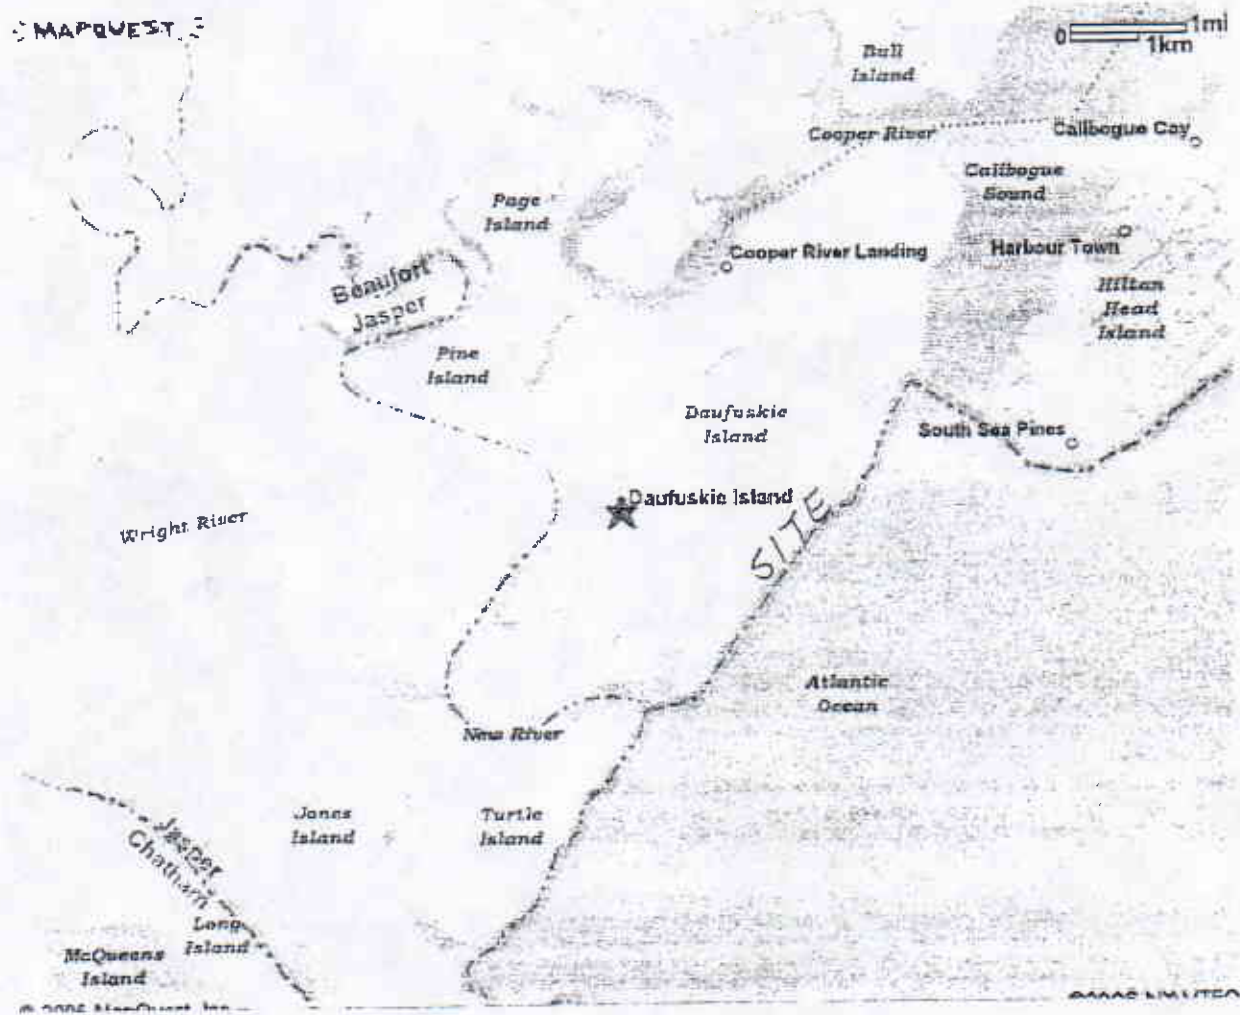 MAPQUEST
0 1mi
1km
Bull
Island
Cooper River
Calibogue Cay
Calibogue
Sound
Page
Island
Cooper River Landing
Harbour Town
Beaufort
Jasper
Hilton
Head
Island
Pine
Island
Daufuskie
Island
South Sea Pines
Daufuskie Island
SITE
Wright River
Atlantic
Ocean
New River
Jones
Island
Turtle
Island
Jasper
Chatham
Long
Island
McQueens
Island
MapQuest, Inc